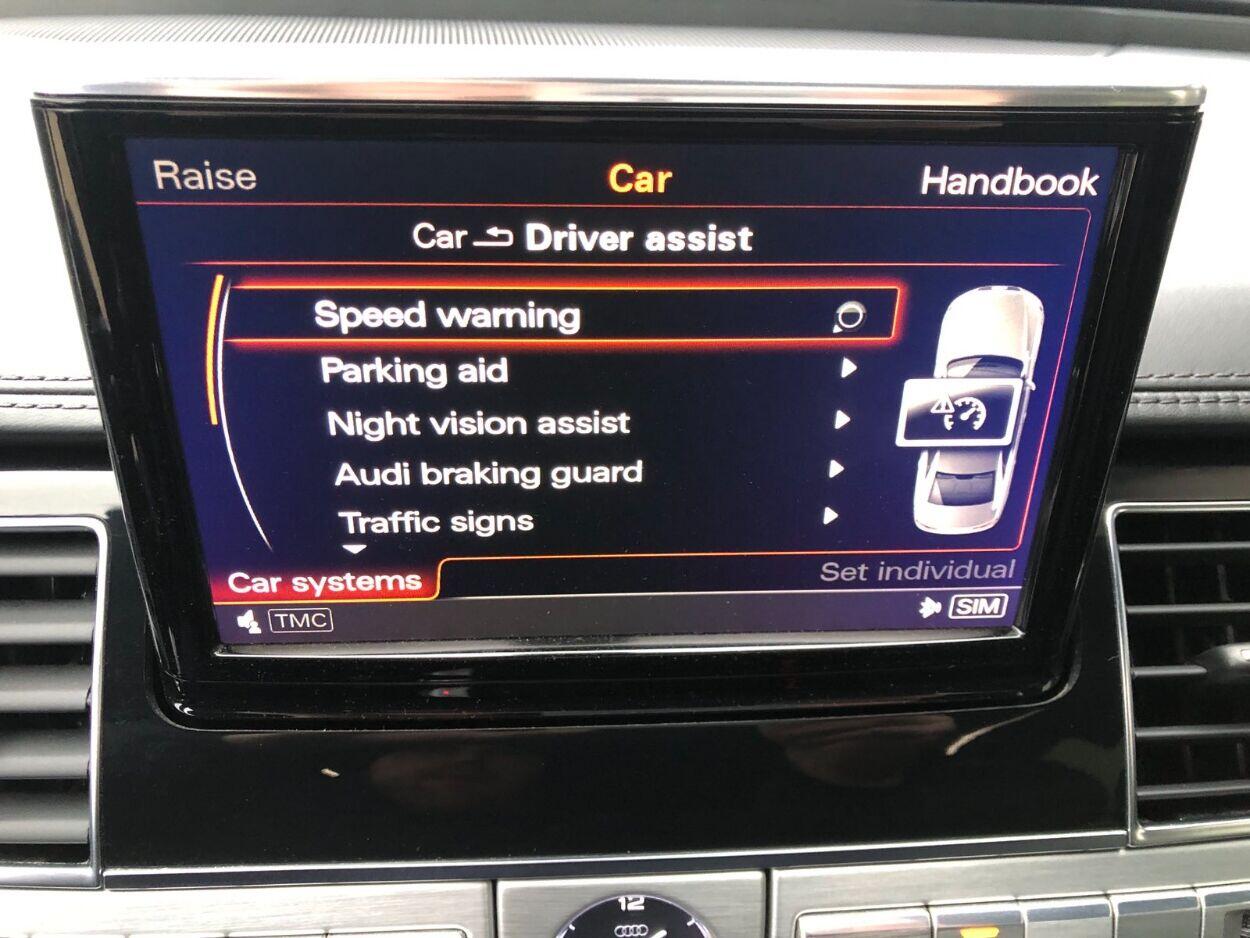 Raise Car Handbook
Car Driver assist
Speed warning
Parking aid
Night vision assist
Audi braking guard
Traffic signs
Set individual
Car systems
TMC SIM
12